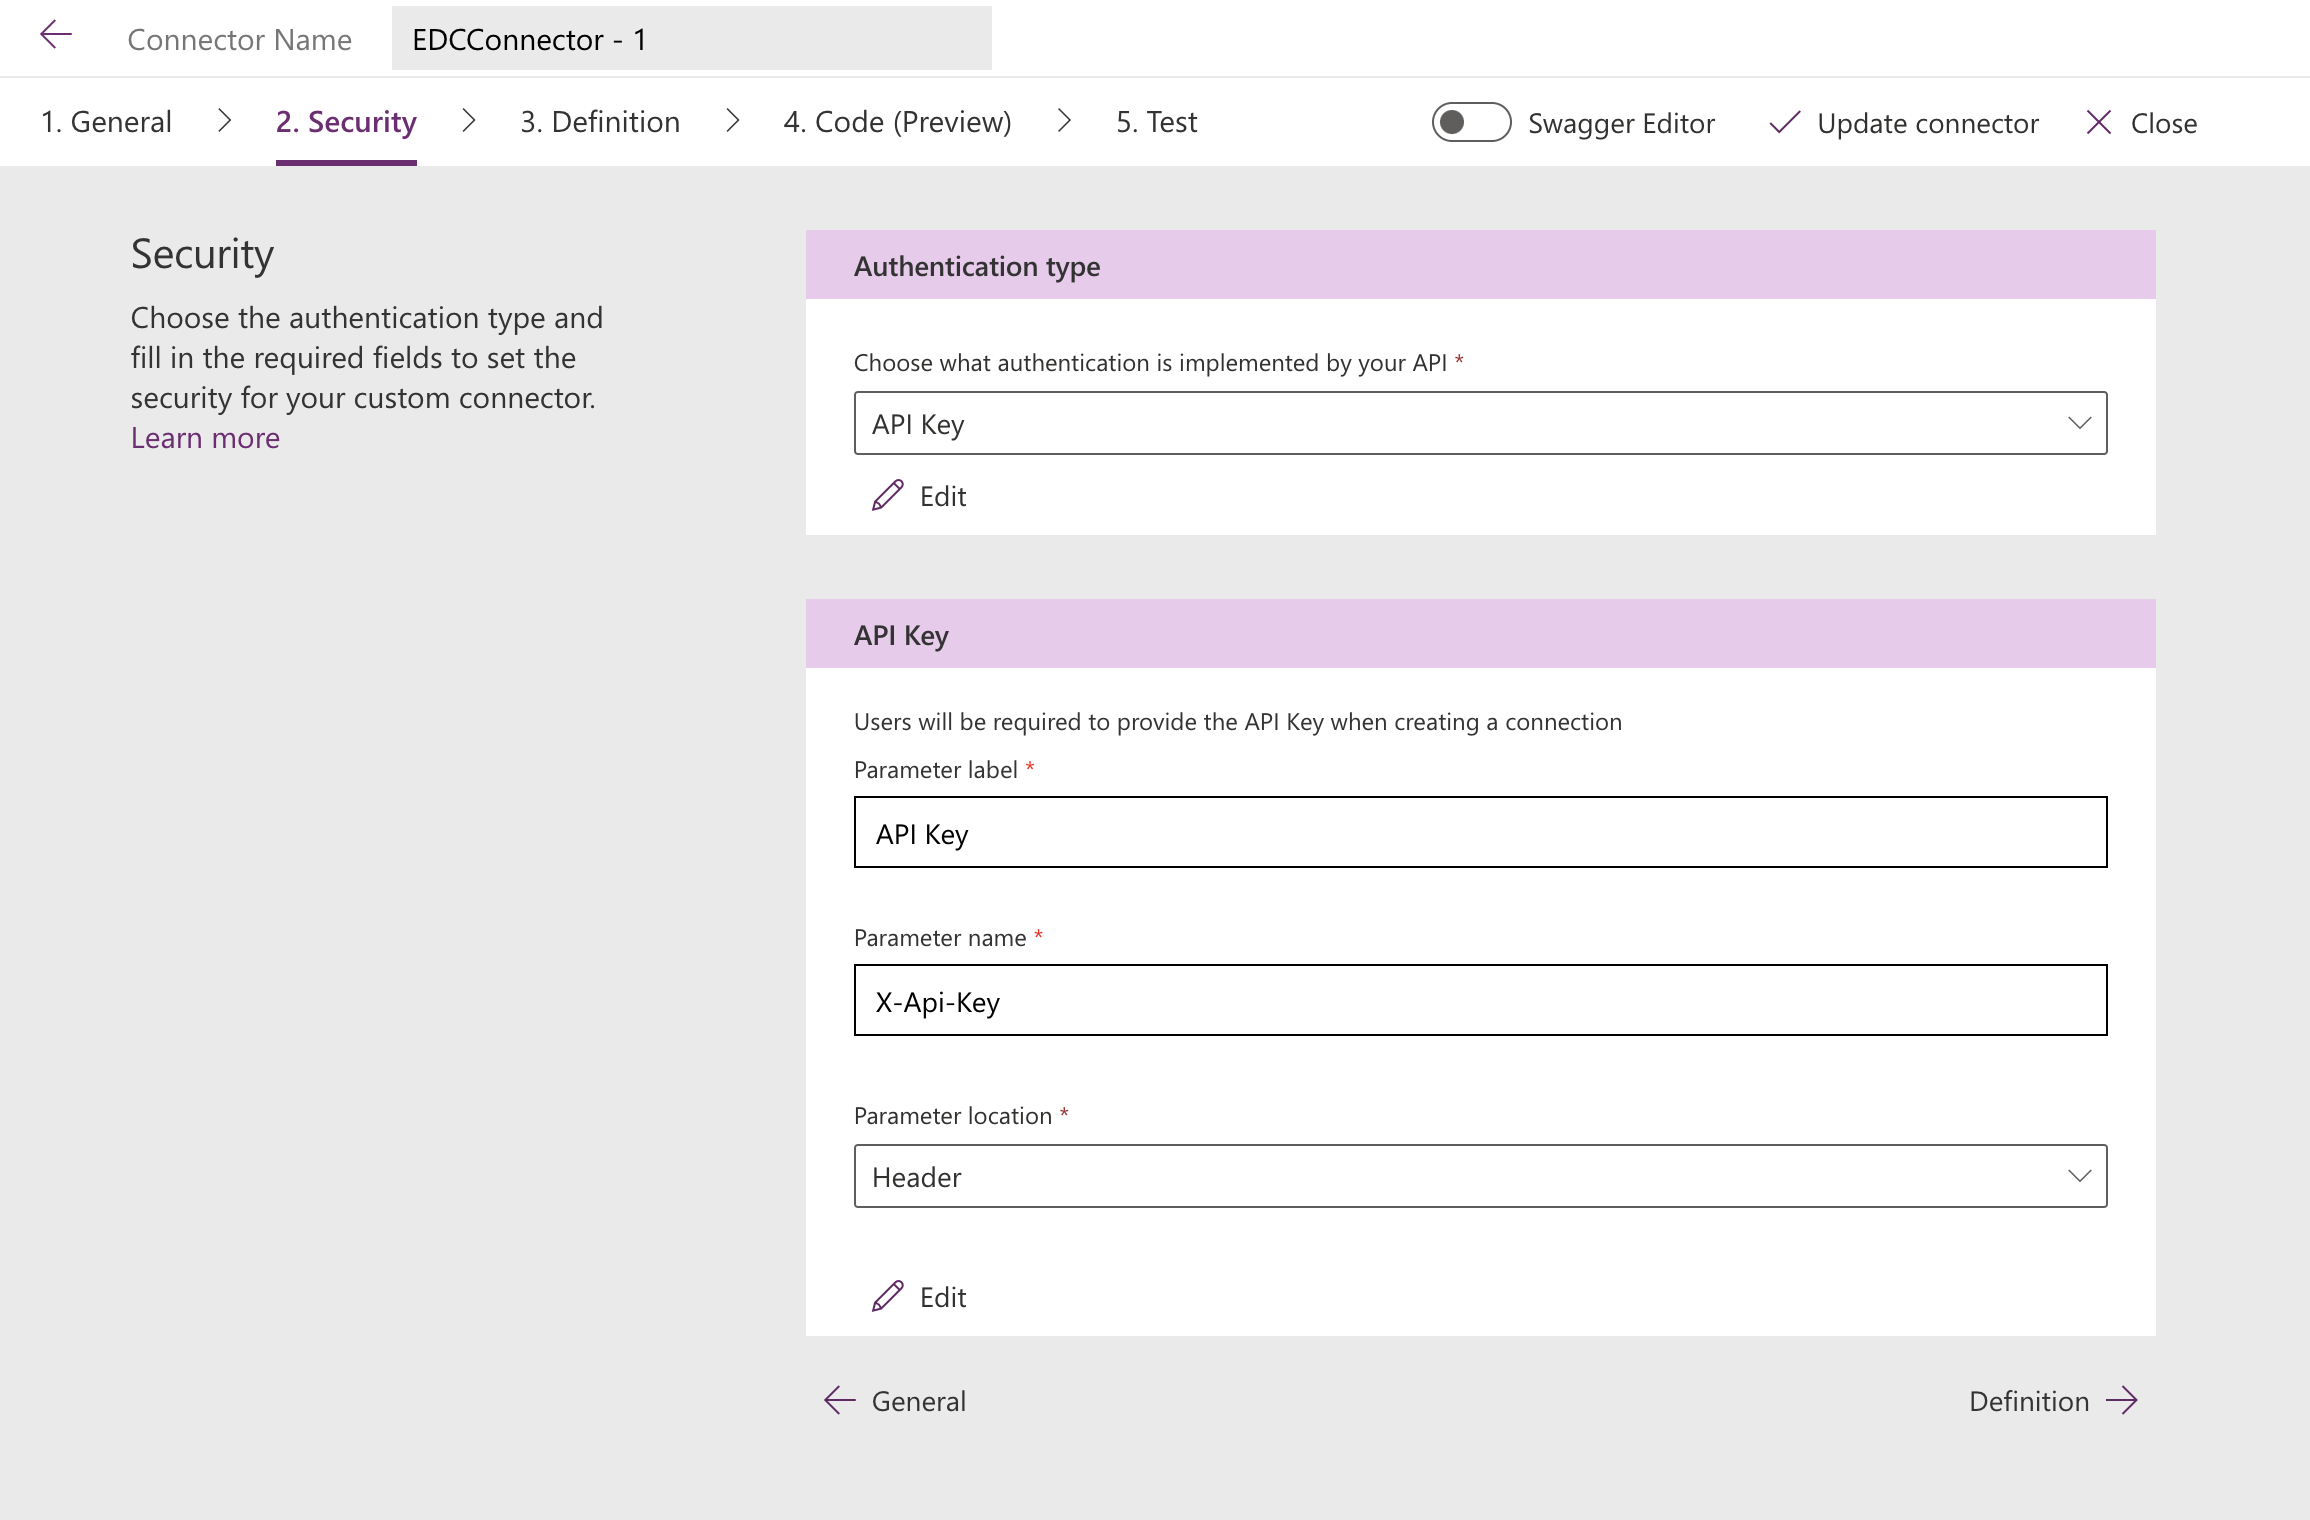 Connector Name
EDCConnector - 1
1. General
2. Security
3. Definition
4. Code (Preview)
5. Test
Swagger Editor
Update connector
Close
Security
Choose the authentication type and
fill in the required fields to set the
security for your custom connector.
Learn more
Authentication type
Choose what authentication is implemented by your API *
API Key
Edit
API Key
Users will be required to provide the API Key when creating a connection
Parameter label *
API Key
Parameter name *
X-Api-Key
Parameter location *
Header
Edit
General
Definition